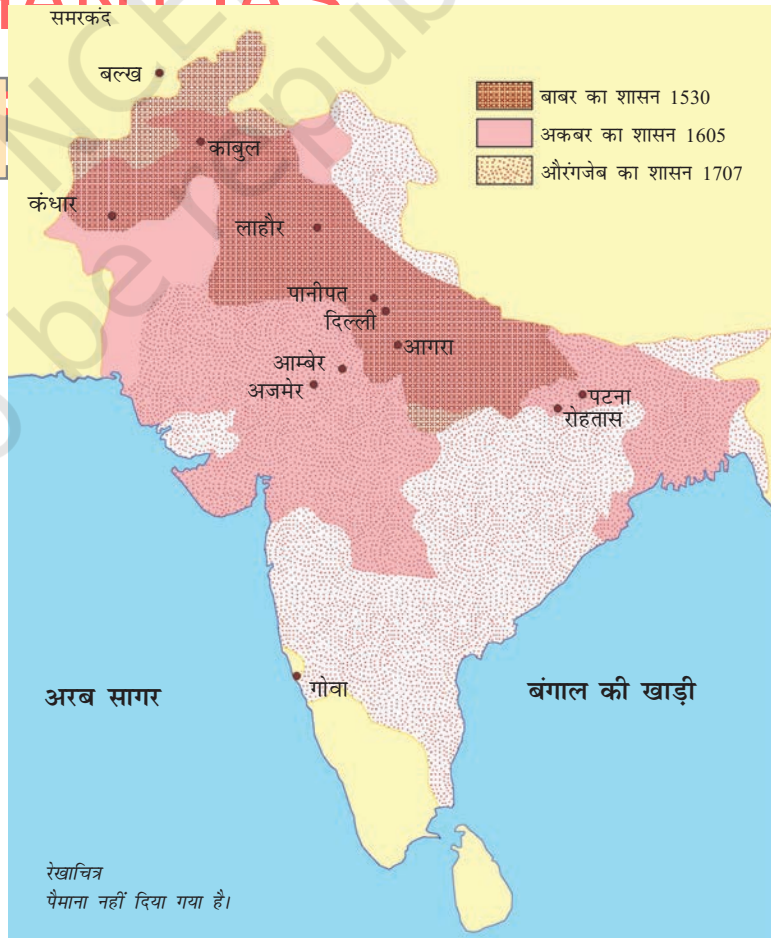 समरकंद
बल्ख
बाबर का शासन 1530
अकबर का शासन 1605
औरंगजेब का शासन 1707
काबुल
कंधार
लाहौर
पानीपत
दिल्ली
आगरा
आम्बेर
अजमेर
पटना
रोहतास
गोवा
अरब सागर
बंगाल की खाड़ी
रेखाचित्र
पैमाना नहीं दिया गया है।